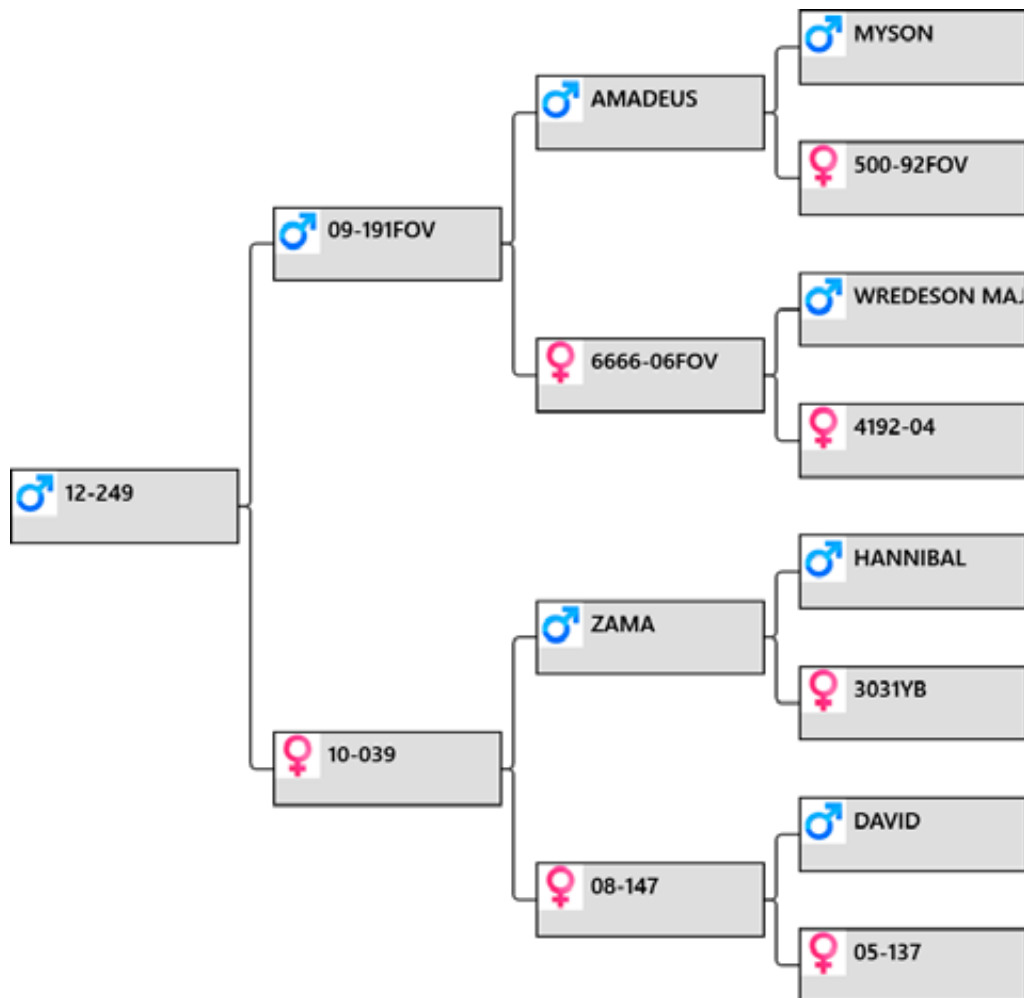 MYSON
AMADEUS
500-92FOV
09-191FOV
WREDESON MAJ
6666-06FOV
4192-04
12-249
HANNIBAL
ZAMA
3031YB
10-039
DAVID
08-147
05-137